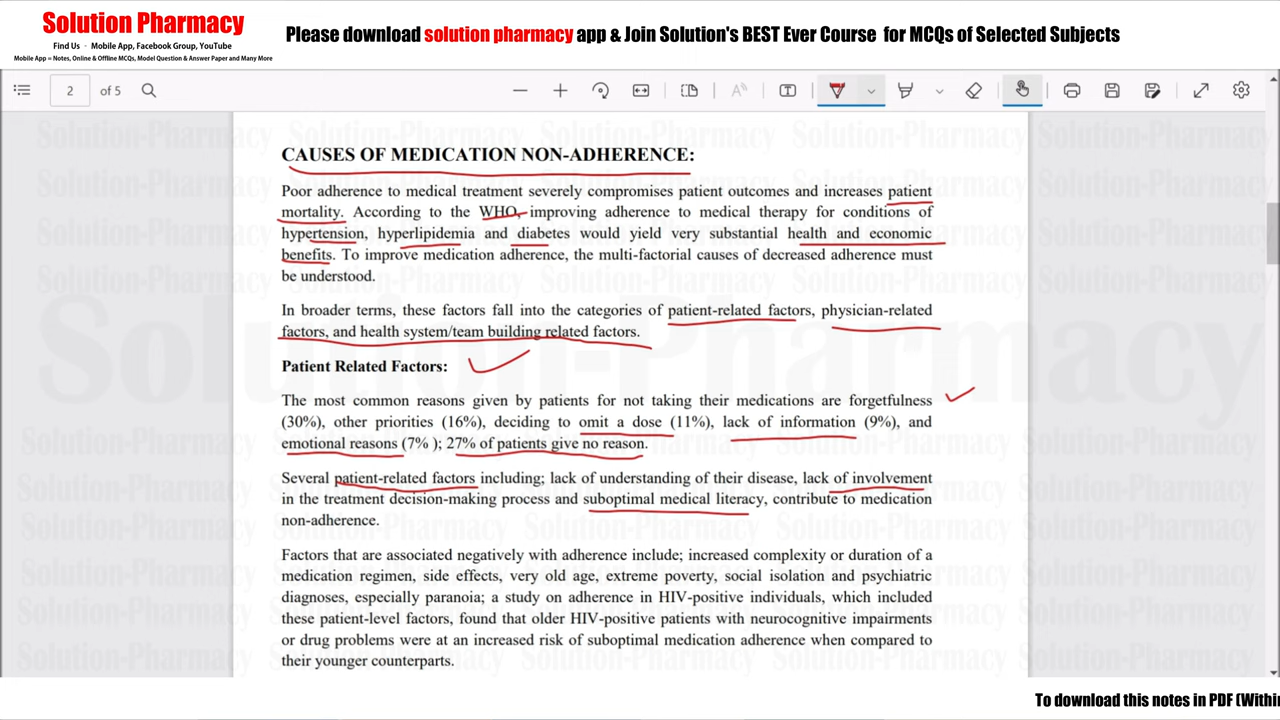 Solution Pharmacy
Find Us - Mobile App, Facebook Group, YouTube
Mobile App = Notes, Online & Offline MCQs, Model Question & Answer Paper and Many More
Please download solution pharmacy app & Join Solution's BEST Ever Course for MCQs of Selected Subjects
2 of 5
CAUSES OF MEDICATION NON-ADHERENCE:
Poor adherence to medical treatment severely compromises patient outcomes and increases patient
mortality. According to the WHO, improving adherence to medical therapy for conditions of
hypertension, hyperlipidemia and diabetes would yield very substantial health and economic
benefits. To improve medication adherence, the multi-factorial causes of decreased adherence must
be understood.
In broader terms, these factors fall into the categories of patient-related factors, physician-related
factors, and health system/team building related factors.
Patient Related Factors:
The most common reasons given by patients for not taking their medications are forgetfulness
(30%), other priorities (16%), deciding to omit a dose (11%), lack of information (9%), and
emotional reasons (7% ). 27% of patients give no reason.
Several patient-related factors including; lack of understanding of their disease, lack of involvement
in the treatment decision-making process and suboptimal medical literacy, contribute to medication
non-adherence.
Factors that are associated negatively with adherence include; increased complexity or duration of a
medication regimen, side effects, very old age, extreme poverty, social isolation and psychiatric
diagnoses, especially paranoia; a study on adherence in HIV-positive individuals, which included
these patient-level factors, found that older HIV-positive patients with neurocognitive impairments
or drug problems were at an increased risk of suboptimal medication adherence when compared to
their younger counterparts.
Solution-Pharmacy
To download this notes in PDF (Within